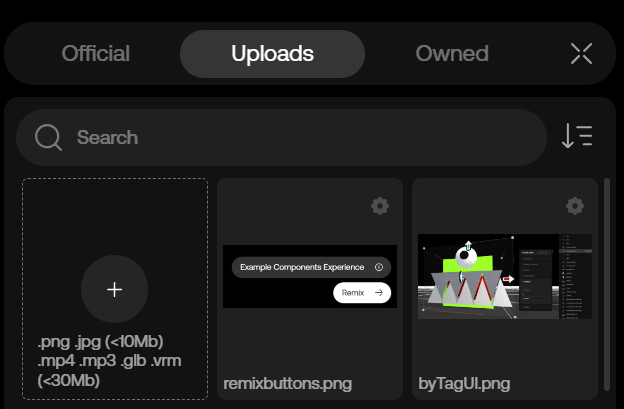 Official Uploads Owned
Search
.png .jpg (<10Mb)
.mp4 .mp3 .glb .vrm
(<30Mb)
Example Components Experience
Remix
remixbuttons.png
byTagUI.png